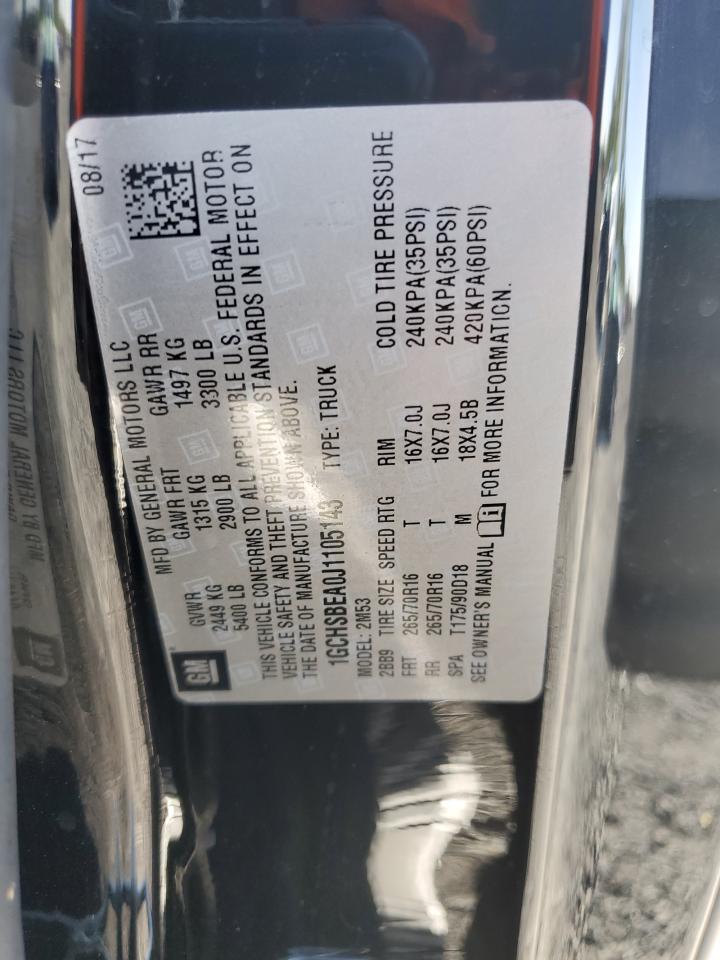 MFD BY GENERAL MOTORS LLC 08/17
GVWR GAWR FRT GAWR RR
2449 KG 1315 KG 1497 KG
5400 LB 2900 LB 3300 LB
THIS VEHICLE CONFORMS TO ALL APPLICABLE U.S. FEDERAL MOTOR
VEHICLE SAFETY AND THEFT PREVENTION STANDARDS IN EFFECT ON
THE DATE OF MANUFACTURE SHOWN ABOVE.
1GCHSBEA0J1105143 TYPE: TRUCK
MODEL: 2M53
2BB9 TIRE SIZE SPEED RTG RIM COLD TIRE PRESSURE
FRT 265/70R16 T 16X7.0J 240KPA(35PSI)
RR 265/70R16 T 16X7.0J 240KPA(35PSI)
SPA T175/90D18 M 18X4.5B 420KPA(60PSI)
SEE OWNER'S MANUAL FOR MORE INFORMATION.
GM